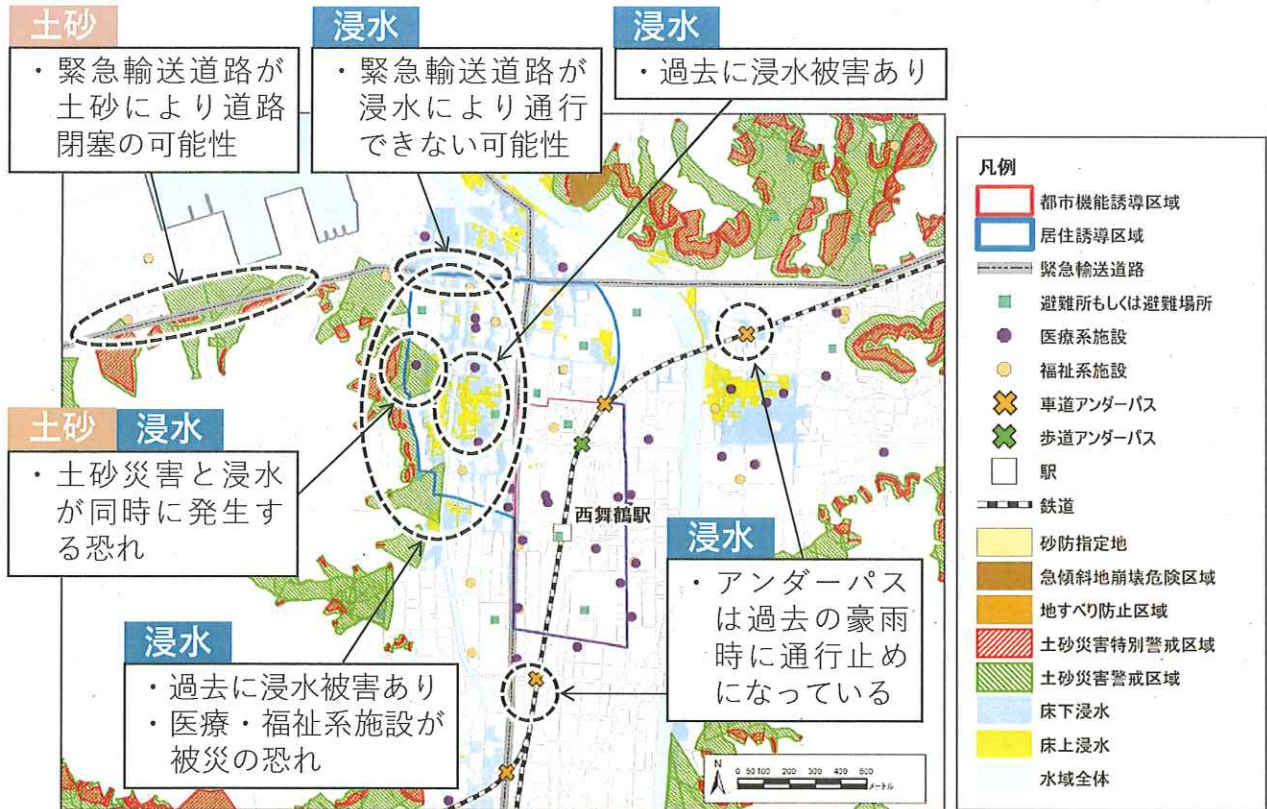 土砂
・緊急輸送道路が
土砂により道路
閉塞の可能性
浸水
・緊急輸送道路が
浸水により通行
できない可能性
浸水
・過去に浸水被害あり
土砂 浸水
・土砂災害と浸水
が同時に発生す
る恐れ
浸水
・過去に浸水被害あり
・医療・福祉系施設が
被災の恐れ
西舞鶴駅
浸水
・アンダーパス
は過去の豪雨
時に通行止め
になっている
N
0 50 100 200 300 400 500
メートル
凡例
都市機能誘導区域
居住誘導区域
緊急輸送道路
避難所もしくは避難場所
医療系施設
福祉系施設
車道アンダーパス
歩道アンダーパス
駅
鉄道
砂防指定地
急傾斜地崩壊危険区域
地すべり防止区域
土砂災害特別警戒区域
土砂災害警戒区域
床下浸水
床上浸水
水域全体